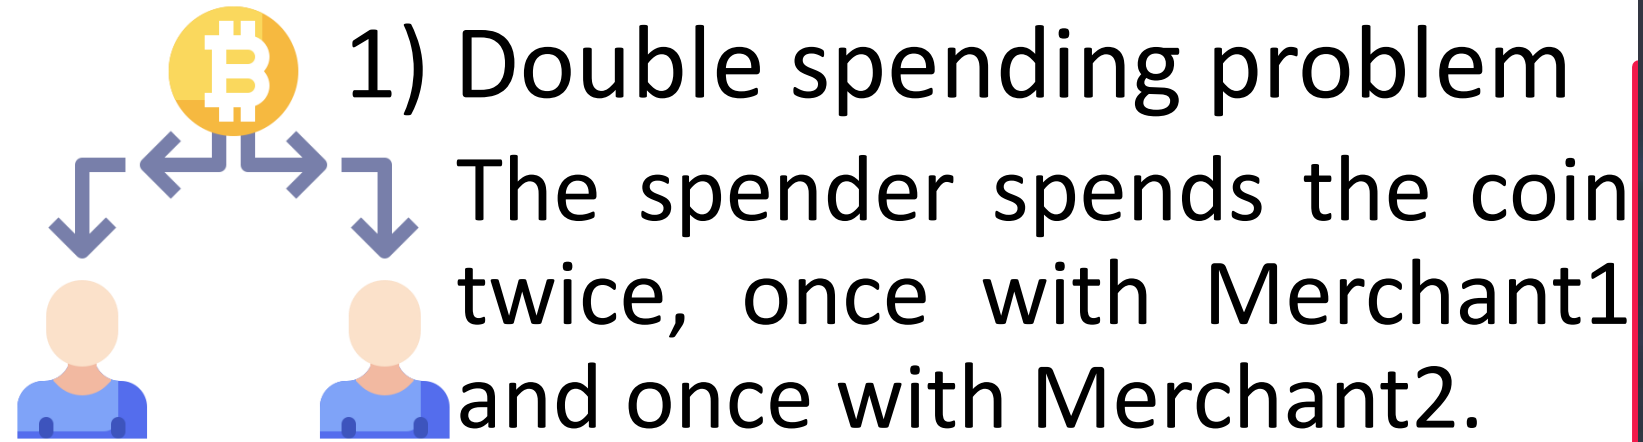 1) Double spending problem
The spender spends the coin
twice, once with Merchant1
and once with Merchant2.